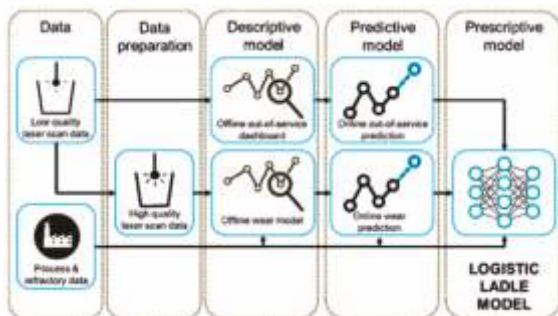 Data
Data
preparation
Descriptive
model
Predictive
model
Prescriptive
model
Low quality
laser scan data
Offline out-of-service
dashboard
Online out-of-service
prediction
High quality
laser scan data
Offline wear model
Online wear
prediction
Process &
refractory data
LOGISTIC
LADLE
MODEL